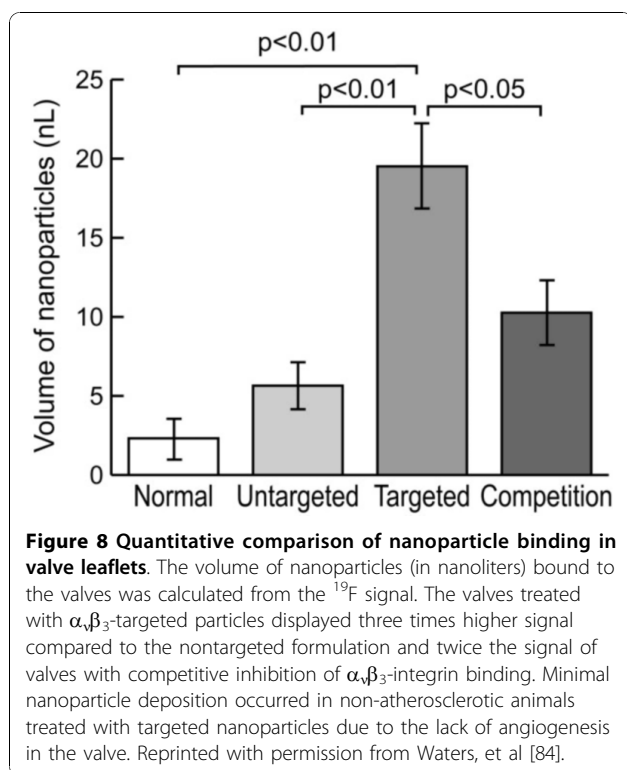 p<0.01
p<0.01 p<0.05
Volume of nanoparticles (nL)
25
20
15
10
5
0
Normal Untargeted Targeted Competition
Figure 8 Quantitative comparison of nanoparticle binding in
valve leaflets. The volume of nanoparticles (in nanoliters) bound to
the valves was calculated from the ¹⁹F signal. The valves treated
with αᵥβ₃-targeted particles displayed three times higher signal
compared to the nontargeted formulation and twice the signal of
valves with competitive inhibition of αᵥβ₃-integrin binding. Minimal
nanoparticle deposition occurred in non-atherosclerotic animals
treated with targeted nanoparticles due to the lack of angiogenesis
in the valve. Reprinted with permission from Waters, et al [84].